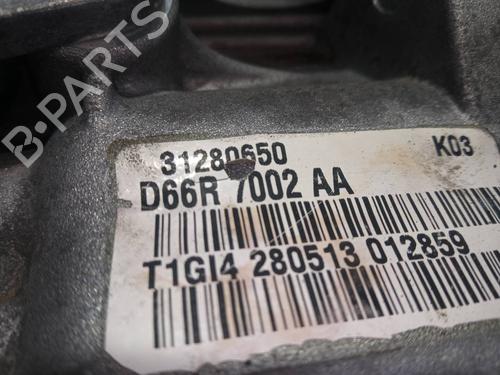 B-PARTS
31280650
K03
D66R 7002 AA
T1GI4 280513 012859